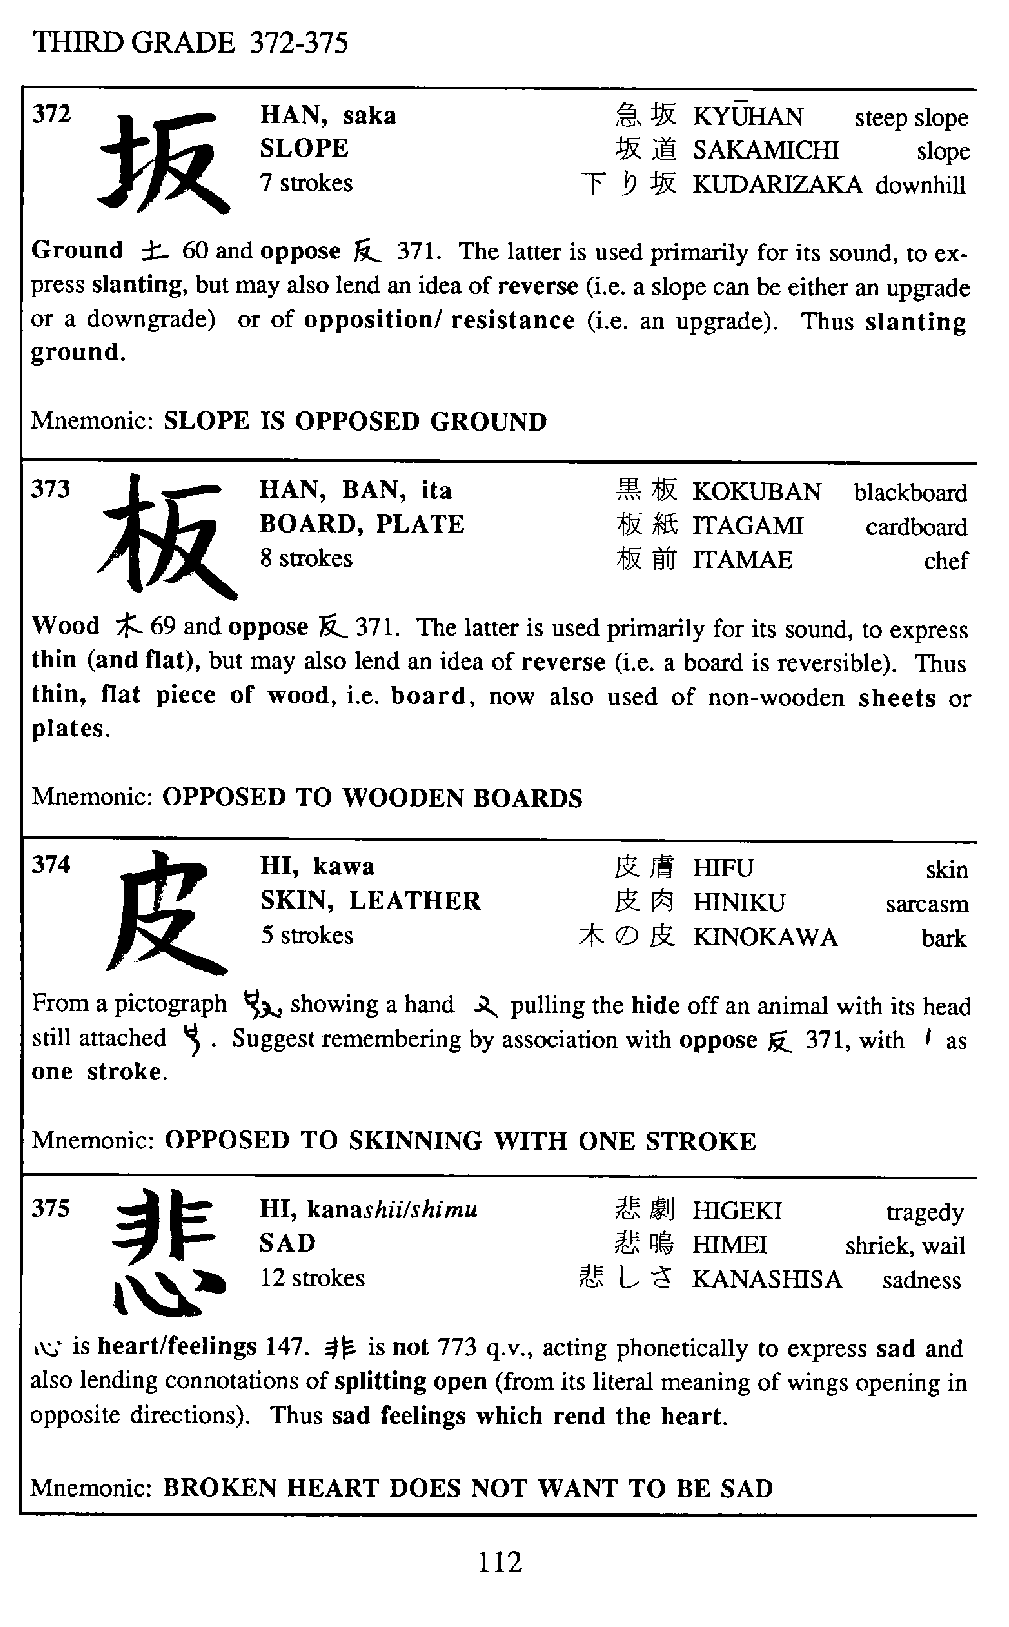 THIRD GRADE 372-375
372 坂 HAN, saka 急坂 KYŪHAN steep slope
SLOPE 坂道 SAKAMICHI slope
7 strokes 下り坂 KUDARIZAKA downhill
Ground 土 60 and oppose 反 371. The latter is used primarily for its sound, to ex-
press slanting, but may also lend an idea of reverse (i.e. a slope can be either an upgrade
or a downgrade) or of opposition/ resistance (i.e. an upgrade). Thus slanting
ground.
Mnemonic: SLOPE IS OPPOSED GROUND
373 板 HAN, BAN, ita 黒板 KOKUBAN blackboard
BOARD, PLATE 板紙 ITAGAMI cardboard
8 strokes 板前 ITAMAE chef
Wood 木 69 and oppose 反 371. The latter is used primarily for its sound, to express
thin (and flat), but may also lend an idea of reverse (i.e. a board is reversible). Thus
thin, flat piece of wood, i.e. board, now also used of non-wooden sheets or
plates.
Mnemonic: OPPOSED TO WOODEN BOARDS
374 皮 HI, kawa 皮膚 HIFU skin
SKIN, LEATHER 皮肉 HINIKU sarcasm
5 strokes 木の皮 KINOKAWA bark
From a pictograph showing a hand pulling the hide off an animal with its head
still attached . Suggest remembering by association with oppose 反 371, with as
one stroke.
Mnemonic: OPPOSED TO SKINNING WITH ONE STROKE
375 悲 HI, kanashii/shimu 悲劇 HIGEKI tragedy
SAD 悲鳴 HIMEI shriek, wail
12 strokes 悲しさ KANASHISA sadness
心 is heart/feelings 147. 非 is not 773 q.v., acting phonetically to express sad and
also lending connotations of splitting open (from its literal meaning of wings opening in
opposite directions). Thus sad feelings which rend the heart.
Mnemonic: BROKEN HEART DOES NOT WANT TO BE SAD
112